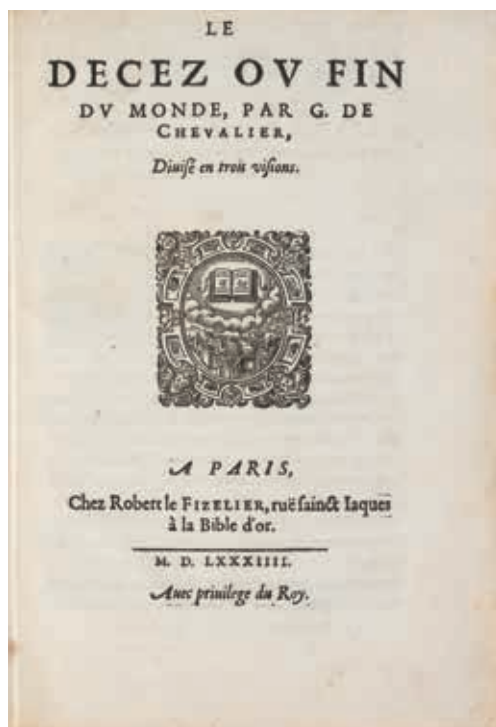 LE
DECEZ OV FIN
DV MONDE, PAR G. DE
CHEVALIER,
Diuisé en trois visions.
A PARIS,
Chez Robert le FIZELIER, ruë sainct Iaques
à la Bible d'or.
M. D. LXXXIIII.
Auec priuilege du Roy.